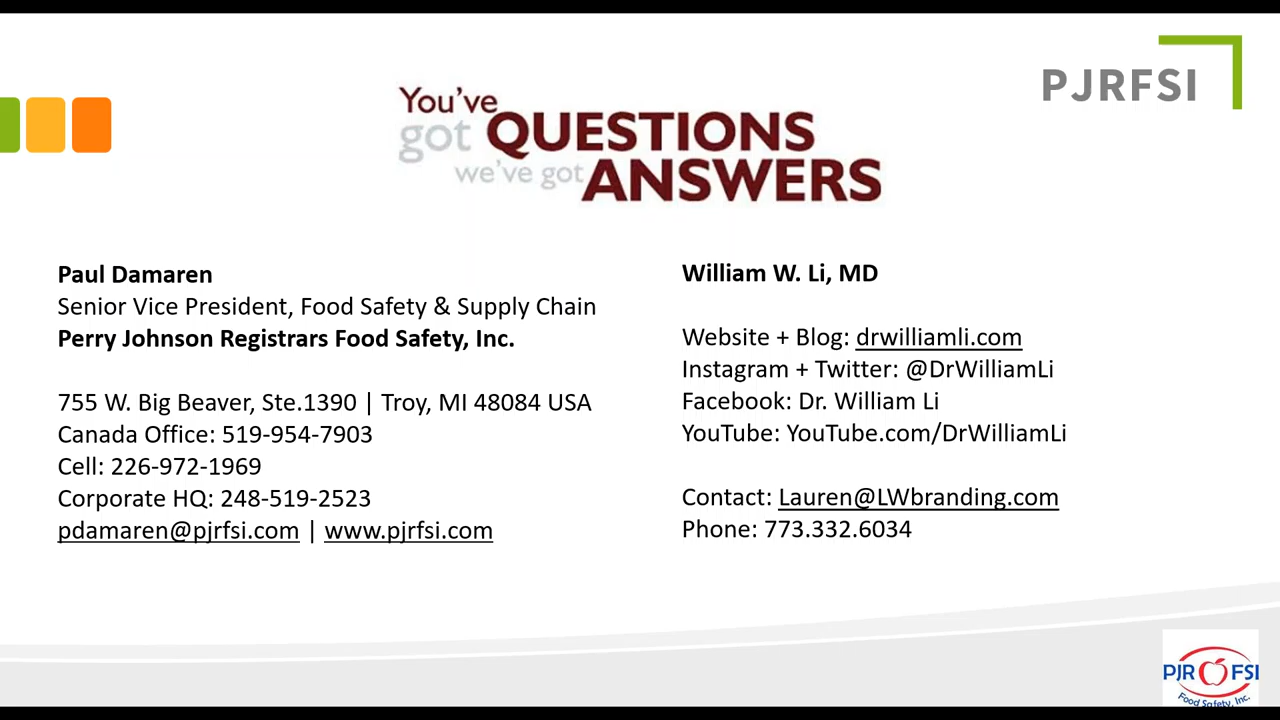 PJRFSI
You've
got QUESTIONS
we've got ANSWERS
Paul Damaren
Senior Vice President, Food Safety & Supply Chain
Perry Johnson Registrars Food Safety, Inc.
755 W. Big Beaver, Ste.1390 | Troy, MI 48084 USA
Canada Office: 519-954-7903
Cell: 226-972-1969
Corporate HQ: 248-519-2523
pdamaren@pjrfsi.com | www.pjrfsi.com
William W. Li, MD
Website + Blog: drwilliamli.com
Instagram + Twitter: @DrWilliamLi
Facebook: Dr. William Li
YouTube: YouTube.com/DrWilliamLi
Contact: Lauren@LWbranding.com
Phone: 773.332.6034
PJR FSI
Food Safety, Inc.